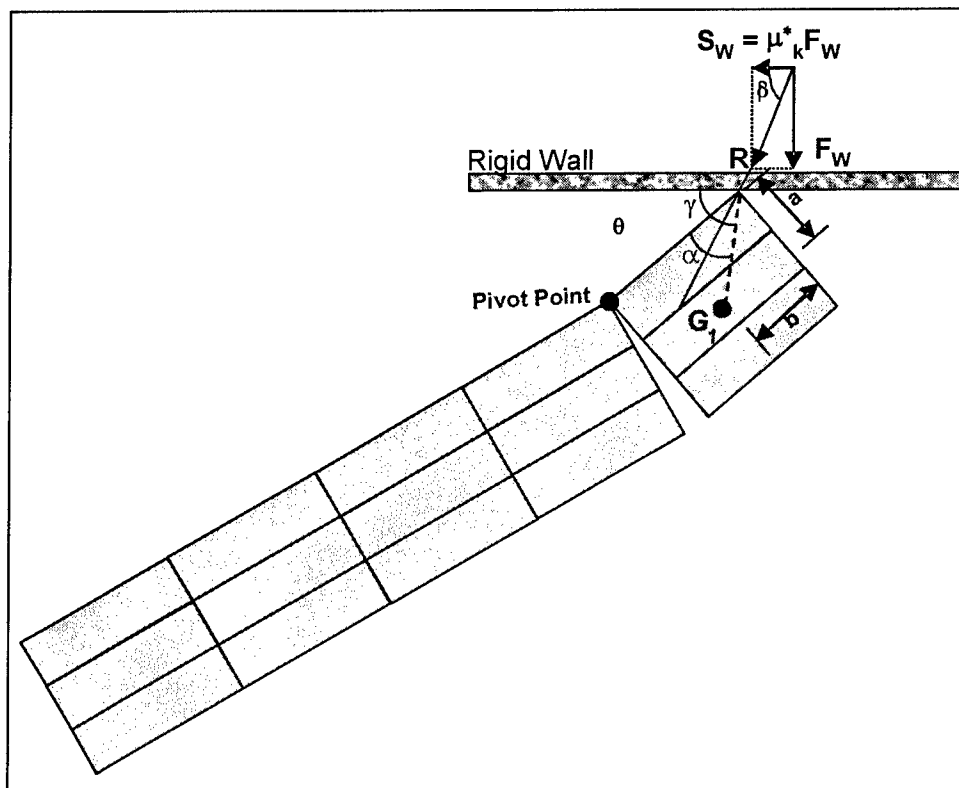 S_W = μ*_k F_W
β
R F_W
Rigid Wall
a
γ
θ
α
Pivot Point
G_1
b